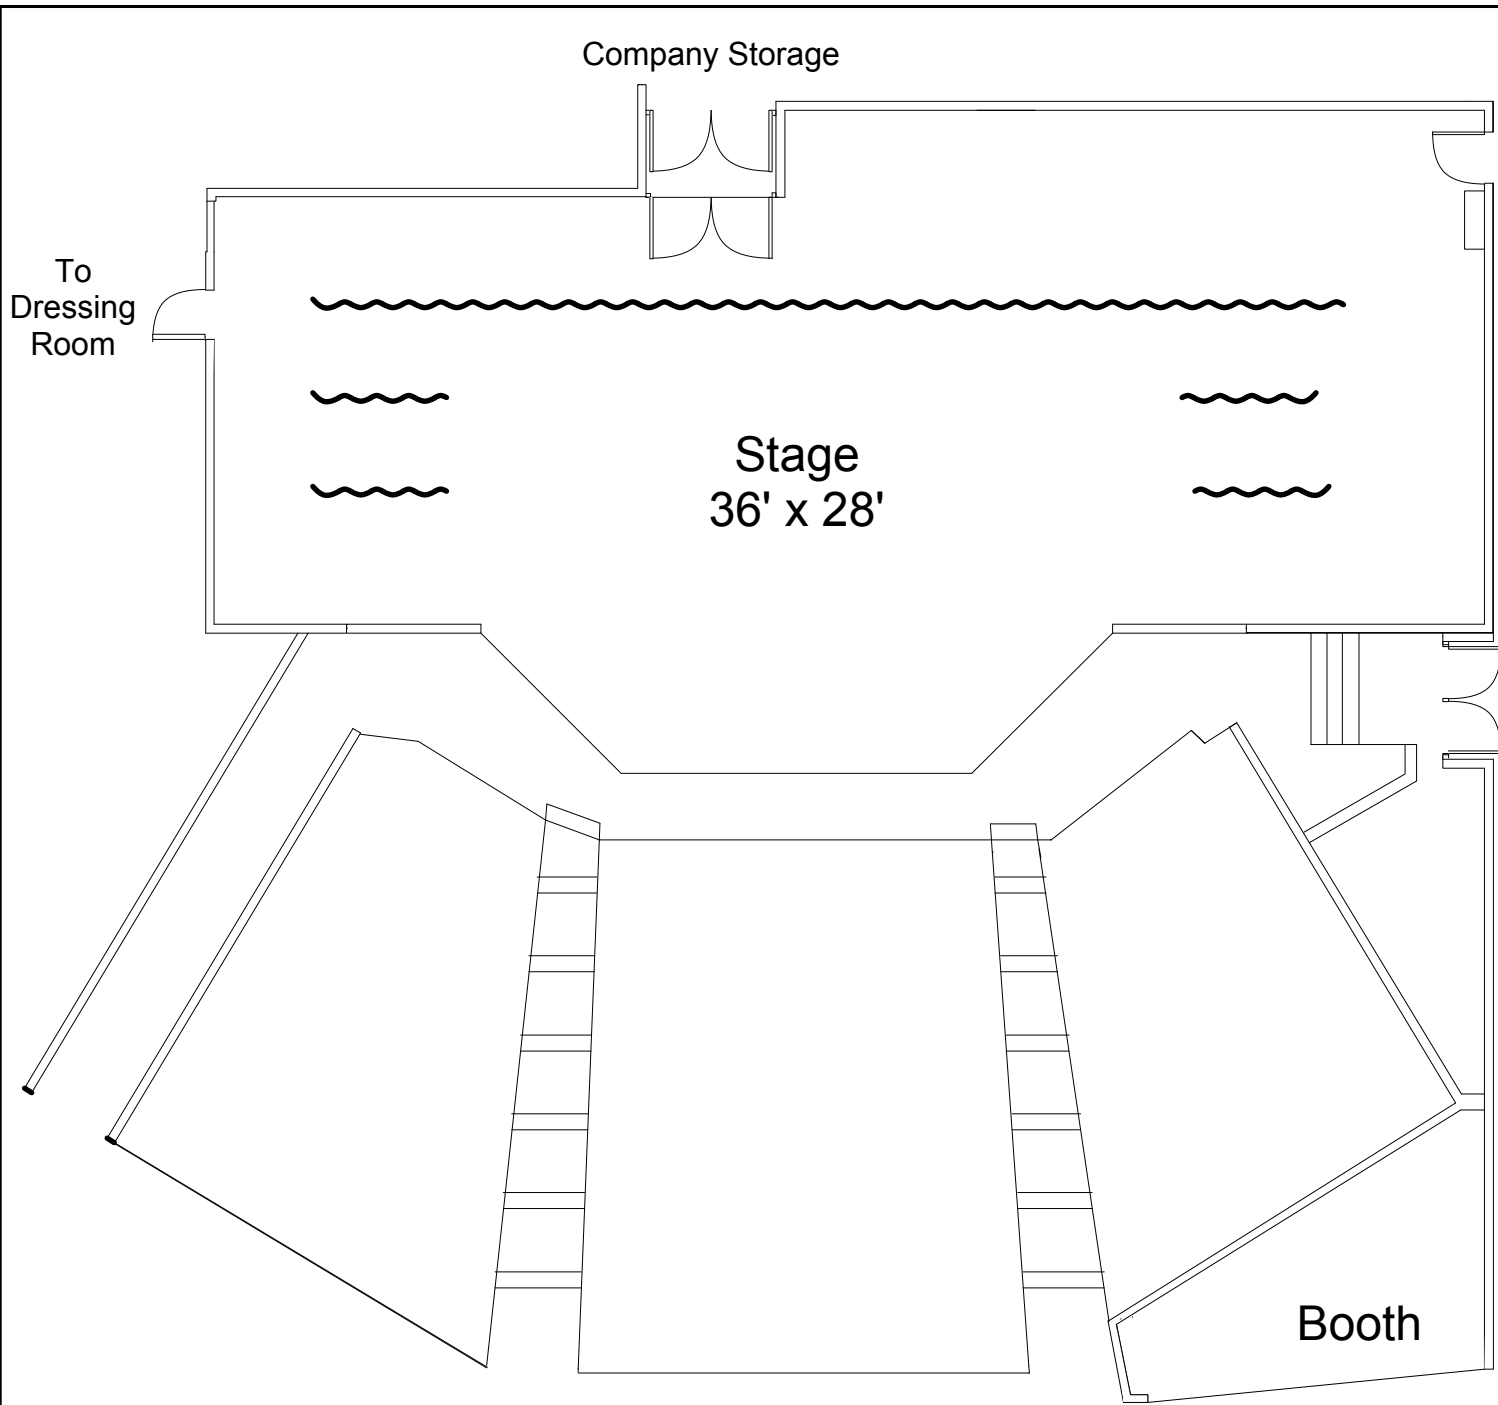 Company Storage
To
Dressing
Room
Stage
36' x 28'
Booth